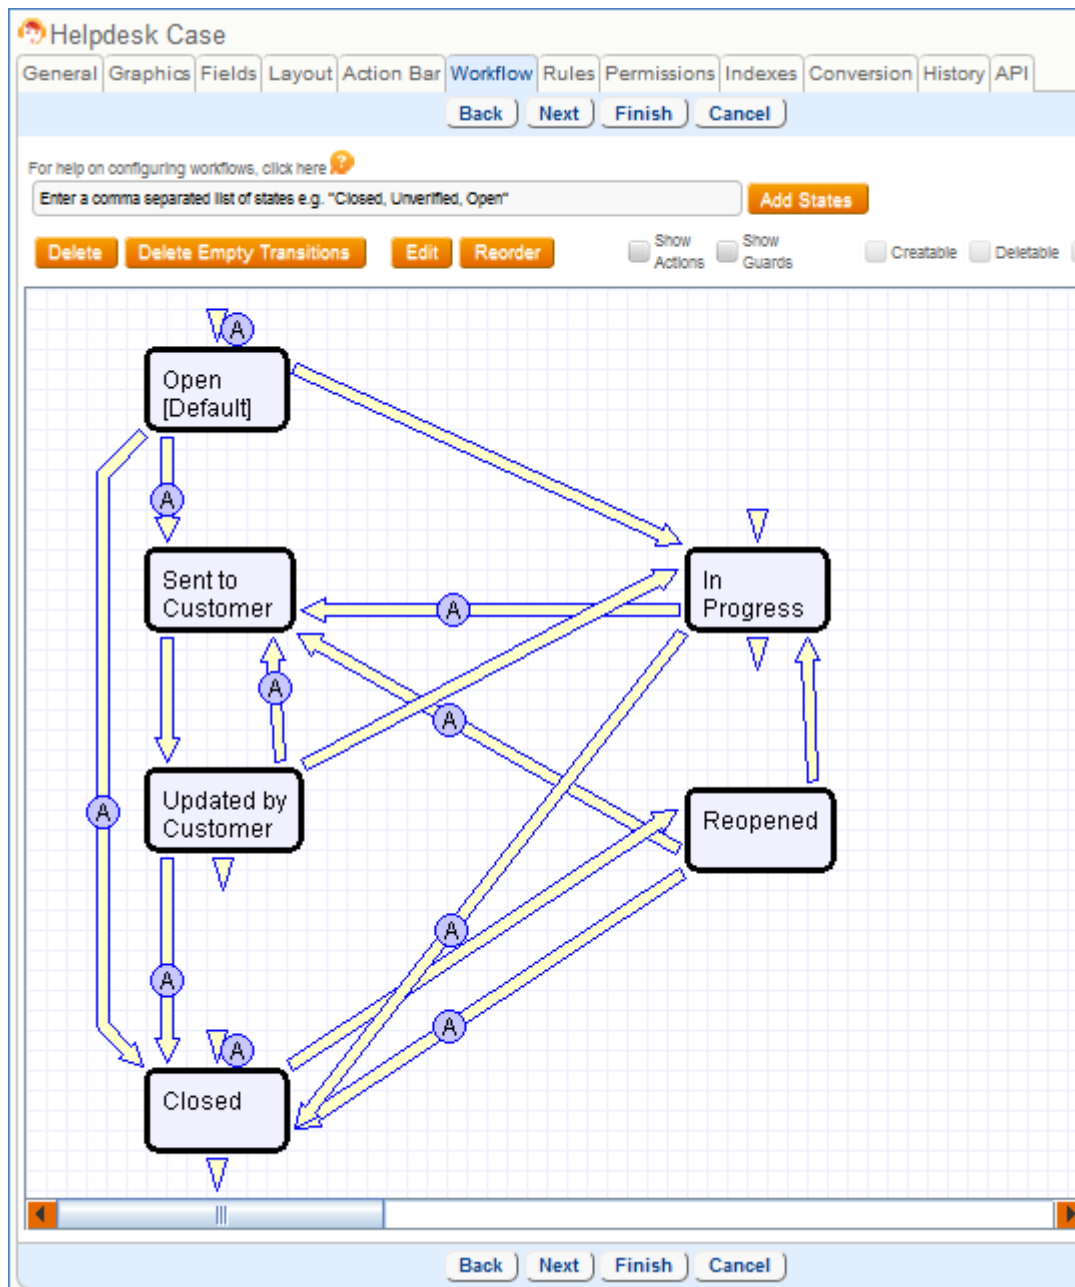 Helpdesk Case
General Graphics Fields Layout Action Bar Workflow Rules Permissions Indexes Conversion History API
Back Next Finish Cancel
For help on configuring workflows, click here ?
Enter a comma separated list of states e.g. "Closed, Unverified, Open" Add States
Delete Delete Empty Transitions Edit Reorder Show Actions Show Guards Creatable Deletable
A
Open
[Default]
A
Sent to
Customer
In
Progress
A
A
A
Updated by
Customer
Reopened
A
A
A
A
A
Closed
Back Next Finish Cancel